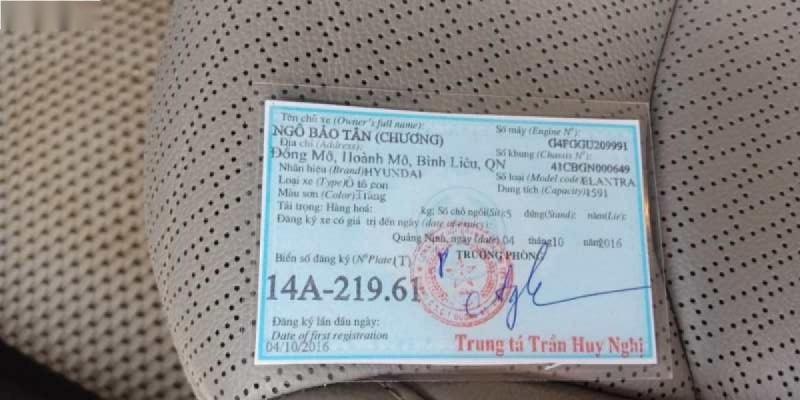 Tên chủ xe (Owner's full name):
NGÔ BẢO TÂN (CHƯƠNG)
Địa chỉ (Address):
Đồng Mô, Hoành Mô, Bình Liêu, QN
Nhãn hiệu (Brand) HYUNDAI
Loại xe (Type) Ô tô con
Màu sơn (Color) Trắng
Tải trọng: Hàng hoá: kg; Số chỗ ngồi (Sit): 5 đứng (Stand): nằm (Lie):
Số máy (Engine N°): G4FGGU209991
Số khung (Chassis N°): 41CBGN000649
Số loại (Model code) ELANTRA
Dung tích (Capacity) 1591
Đăng ký xe có giá trị đến ngày (date of expiry):
Quảng Ninh, ngày (date) 04 tháng 10 năm 2016
Biển số đăng ký (N° Plate) (T)
TRƯỞNG PHÒNG
14A-219.61
Đăng ký lần đầu ngày:
Date of first registration
04/10/2016
Trung tá Trần Huy Nghị